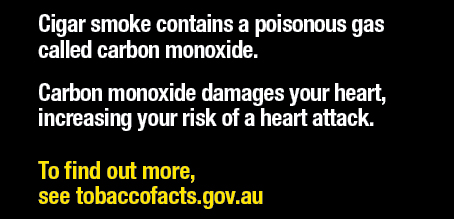 Cigar smoke contains a poisonous gas
called carbon monoxide.
Carbon monoxide damages your heart,
increasing your risk of a heart attack.
To find out more,
see tobaccofacts.gov.au